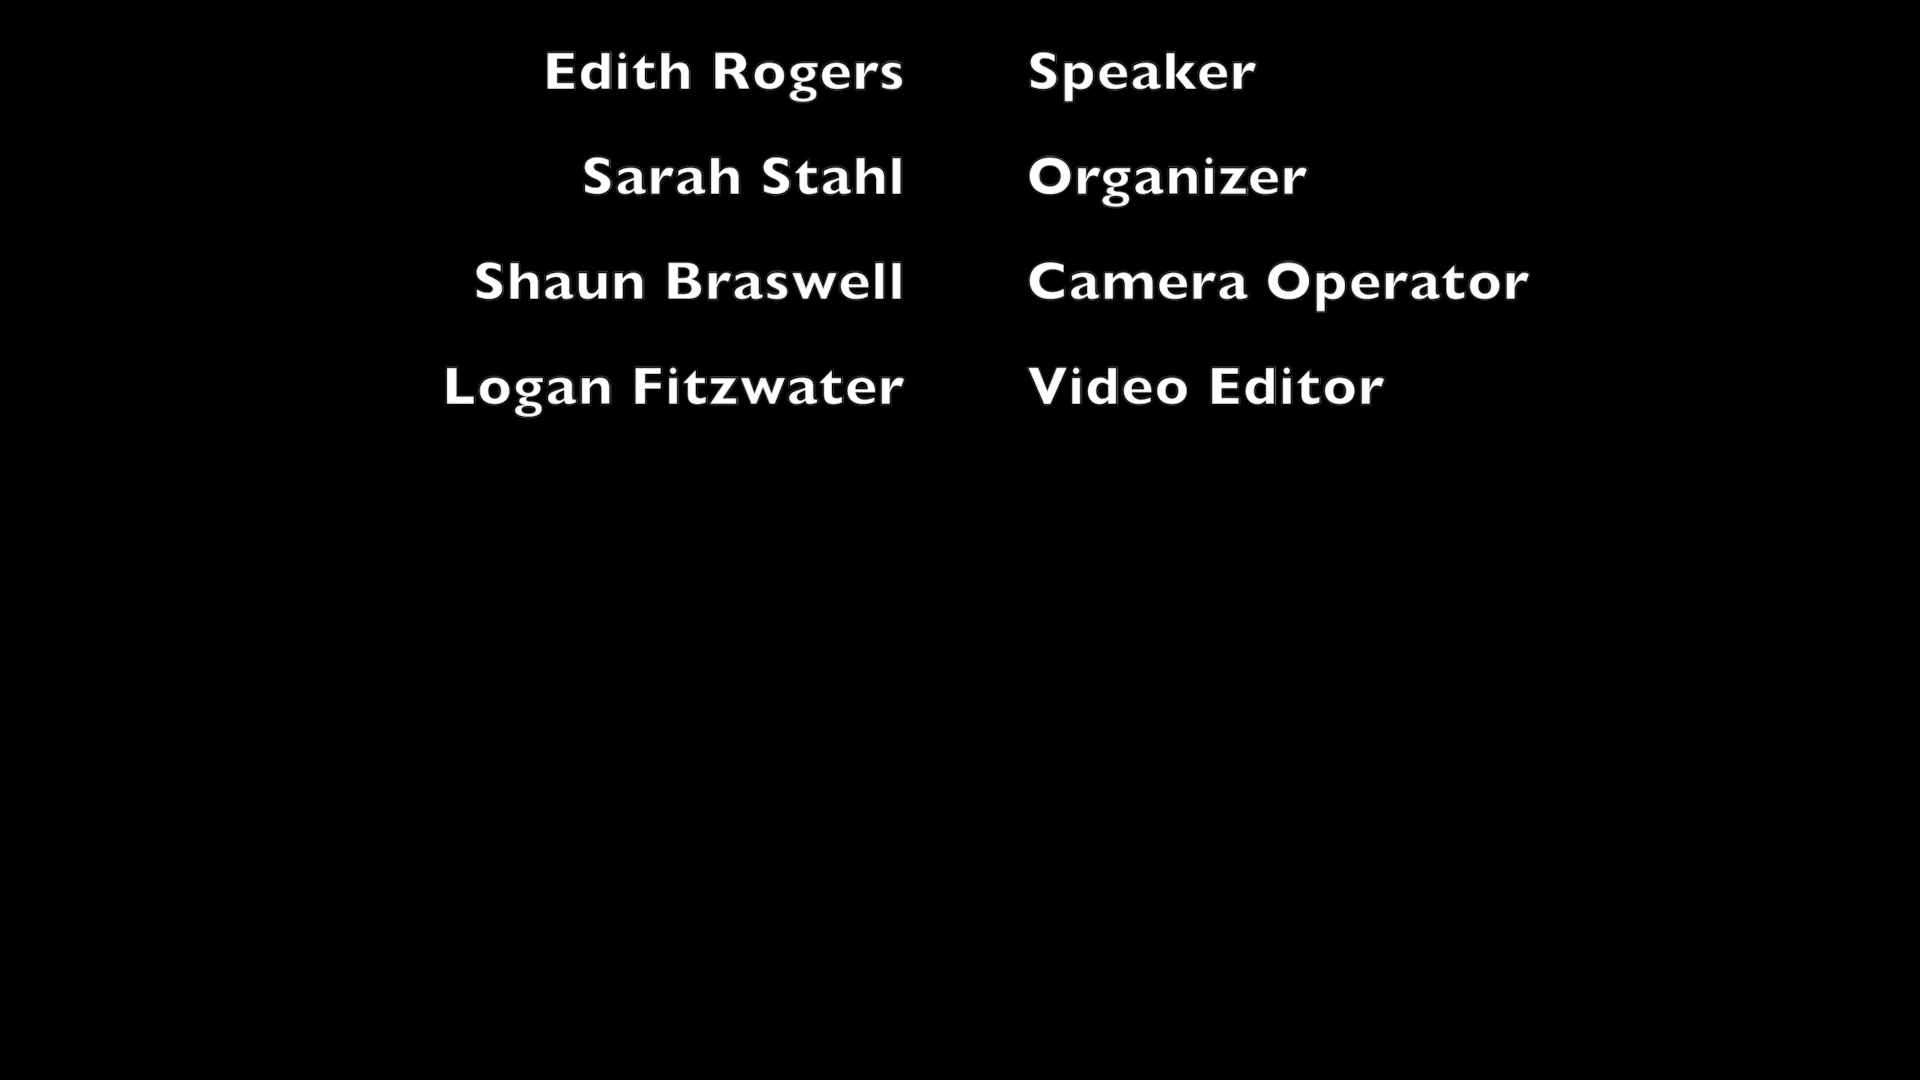 Edith Rogers Speaker
Sarah Stahl Organizer
Shaun Braswell Camera Operator
Logan Fitzwater Video Editor